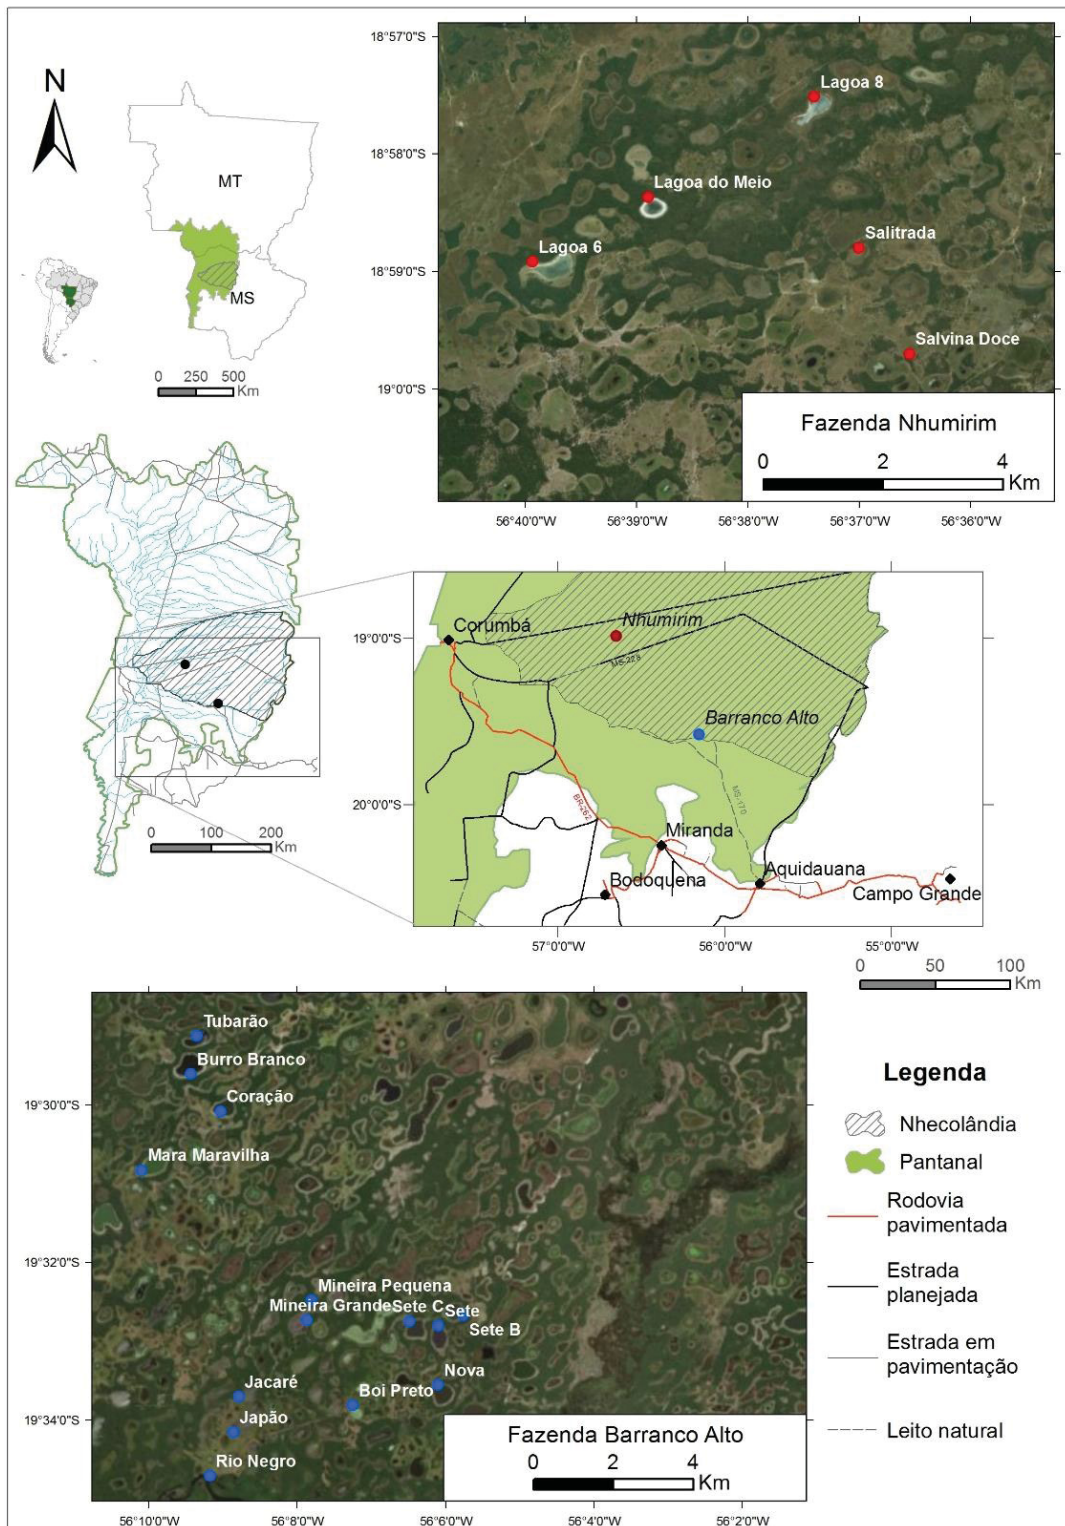 N
MT
MS
0 250 500
Km
18°57'0"S
18°58'0"S
18°59'0"S
19°0'0"S
Lagoa 8
Lagoa do Meio
Lagoa 6
Salitrada
Salvina Doce
Fazenda Nhumirim
0 2 4
Km
56°40'0"W 56°39'0"W 56°38'0"W 56°37'0"W 56°36'0"W
0 100 200
Km
19°0'0"S
20°0'0"S
Corumbá
Nhumirim
MS-228
Barranco Alto
MS-170
BR-262
Miranda
Bodoquena
Aquidauana
Campo Grande
57°0'0"W 56°0'0"W 55°0'0"W
0 50 100
Km
19°30'0"S
19°32'0"S
19°34'0"S
Tubarão
Burro Branco
Coração
Mara Maravilha
Mineira Pequena
Mineira Grande Sete C Sete
Sete B
Nova
Jacaré
Boi Preto
Japão
Rio Negro
Fazenda Barranco Alto
0 2 4
Km
56°10'0"W 56°8'0"W 56°6'0"W 56°4'0"W 56°2'0"W
Legenda
Nhecolândia
Pantanal
Rodovia
pavimentada
Estrada
planejada
Estrada em
pavimentação
Leito natural